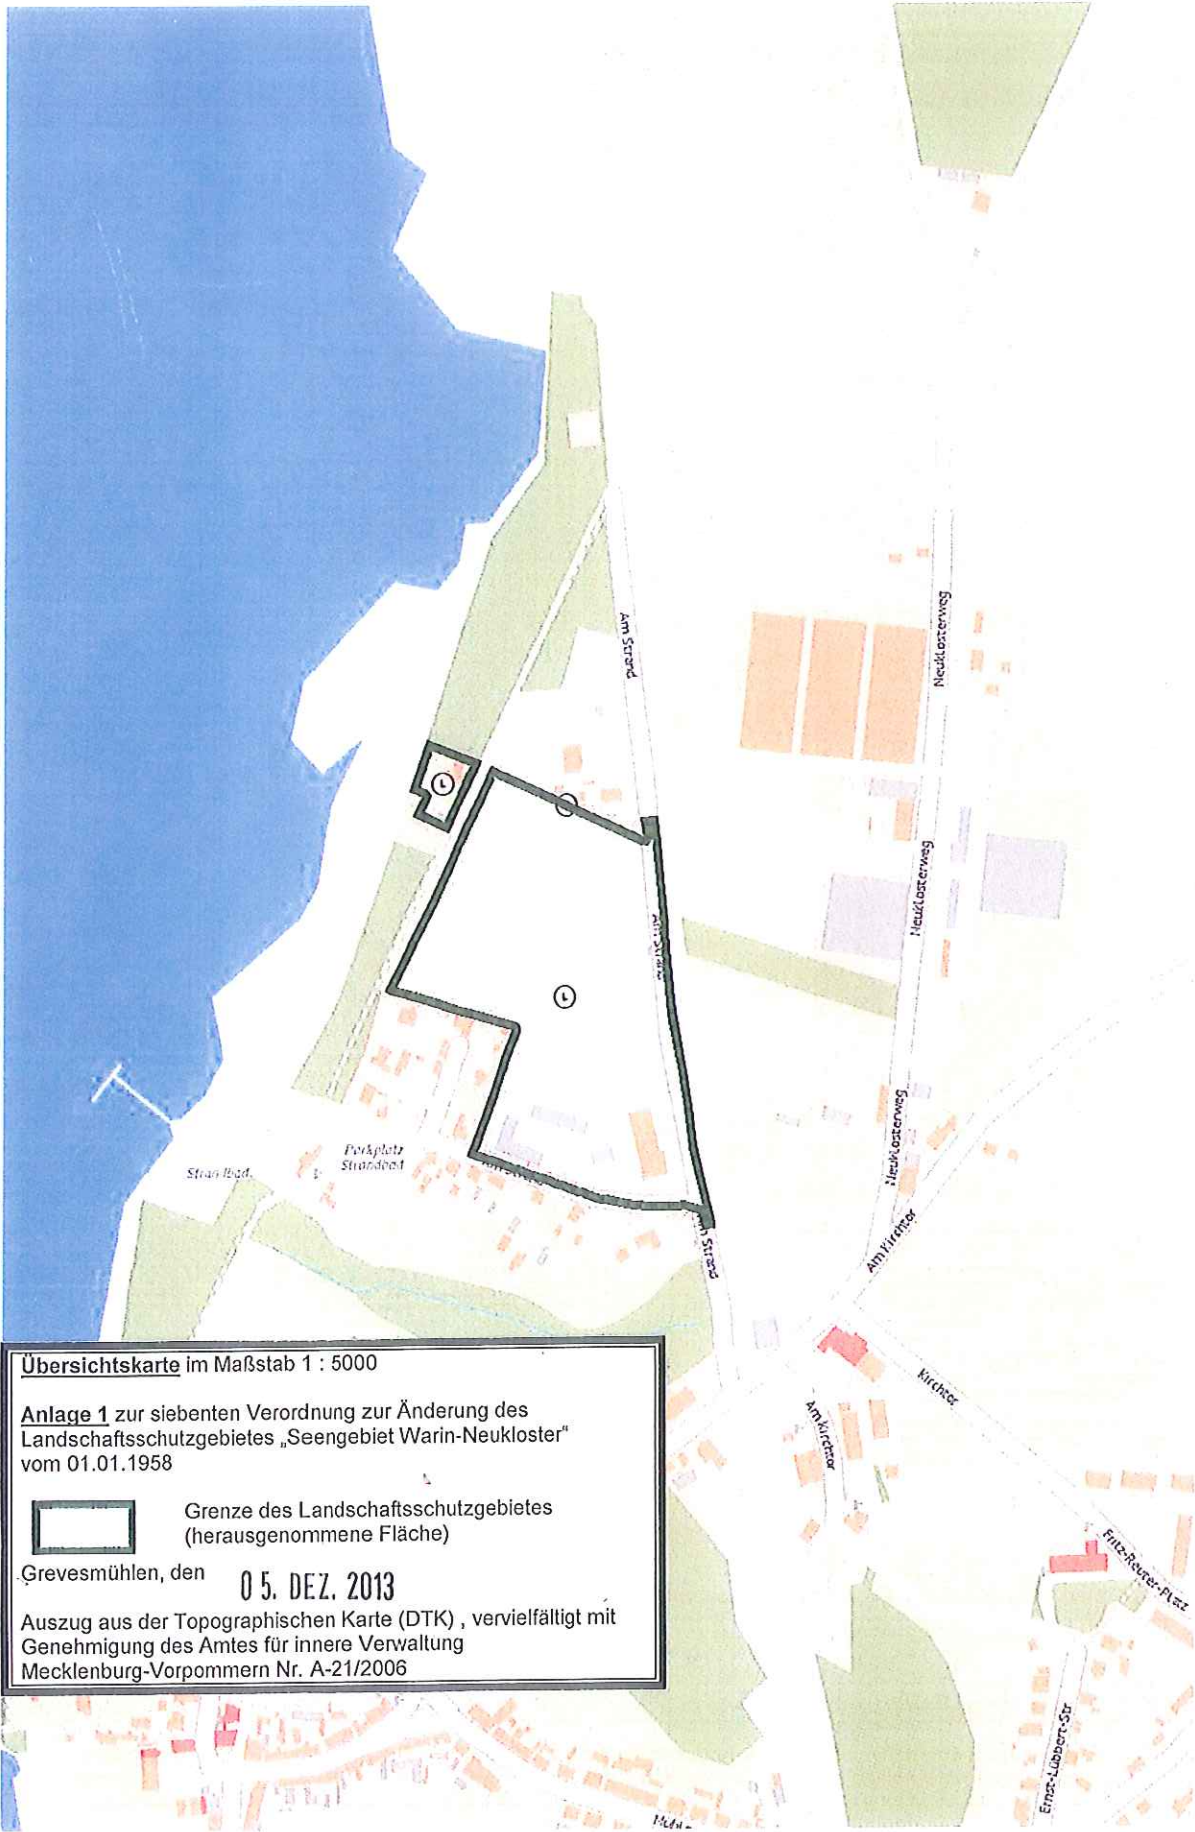 Am Strand
Neuklosterweg
Neuklosterweg
Neuklosterweg
Parkplatz
Strandbad
Am Kirchtor
Kirchtor
Am Kirchtor
Fritz-Reuter-Platz
Ernst-Lübbert-Str
Übersichtskarte im Maßstab 1 : 5000
Anlage 1 zur siebenten Verordnung zur Änderung des
Landschaftsschutzgebietes „Seengebiet Warin-Neukloster“
vom 01.01.1958
Grenze des Landschaftsschutzgebietes
(herausgenommene Fläche)
Grevesmühlen, den
05. DEZ. 2013
Auszug aus der Topographischen Karte (DTK) , vervielfältigt mit
Genehmigung des Amtes für innere Verwaltung
Mecklenburg-Vorpommern Nr. A-21/2006